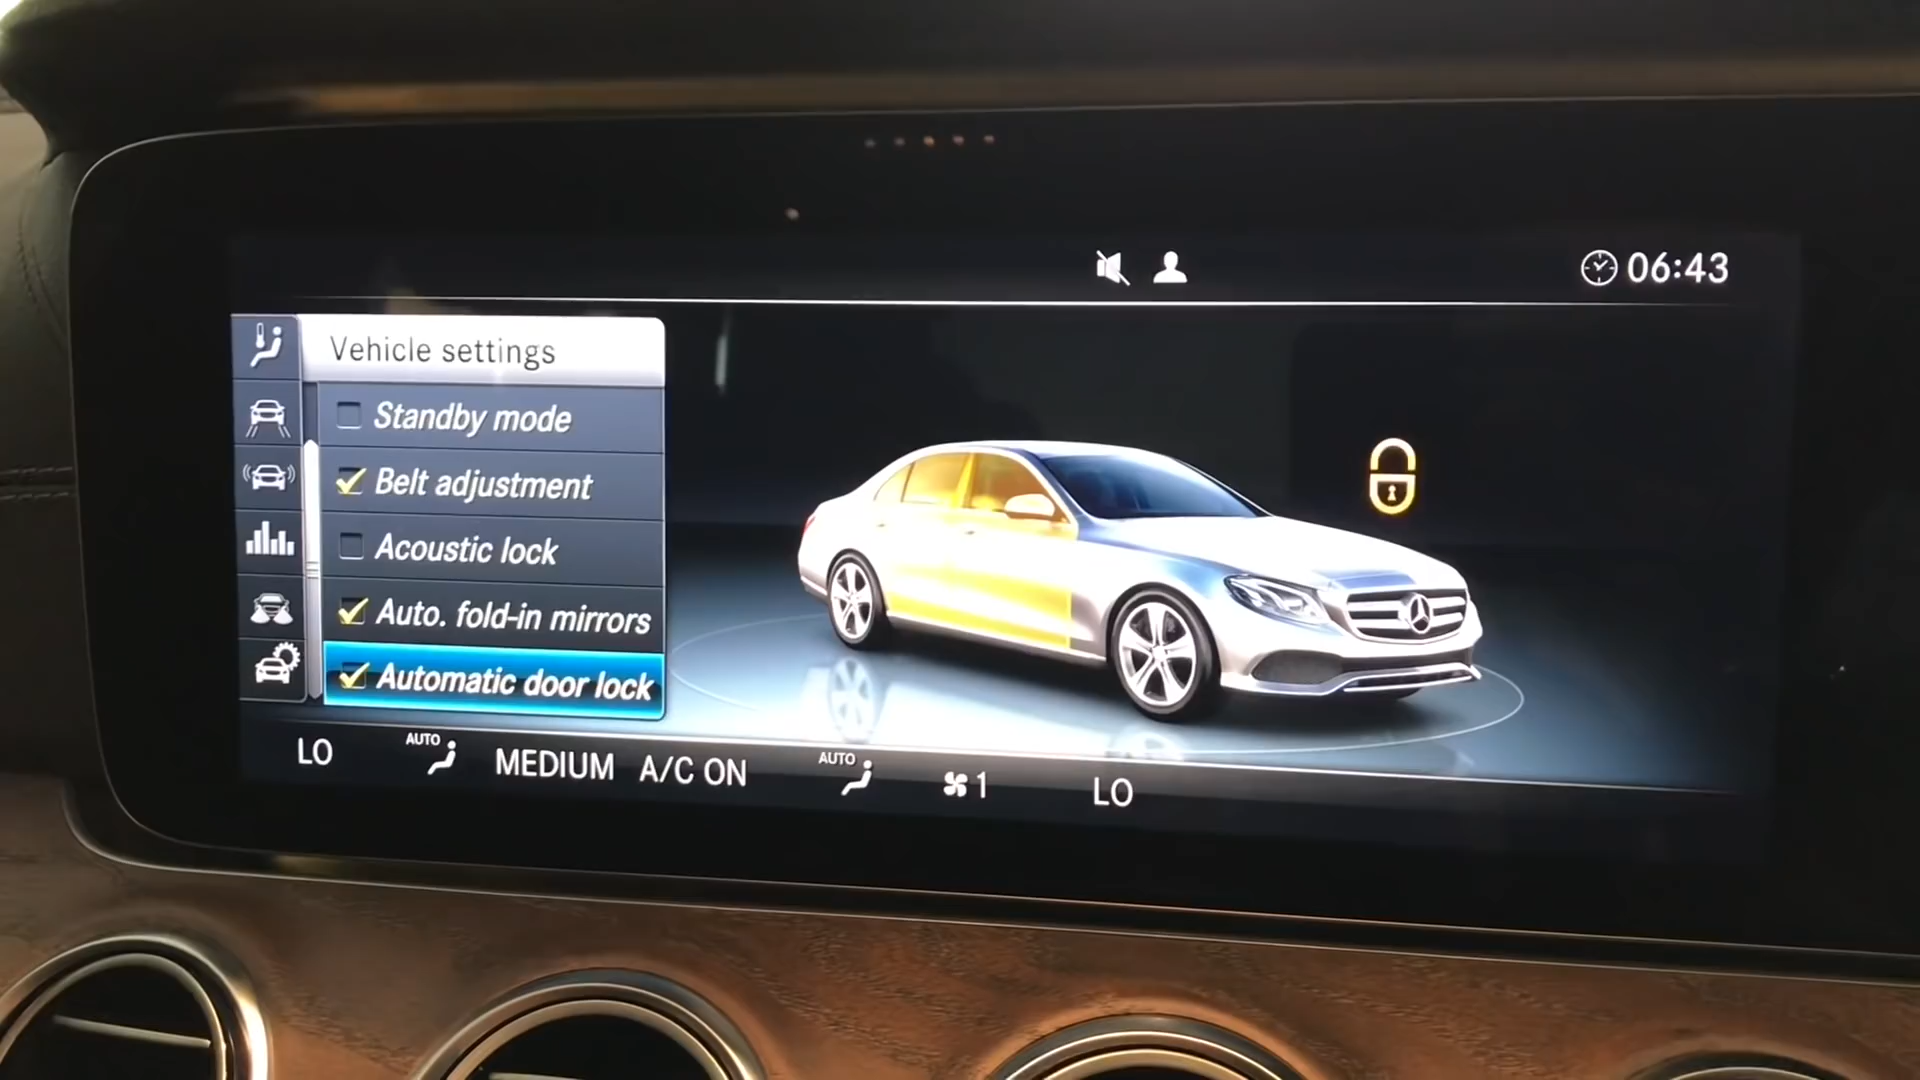 06:43
Vehicle settings
Standby mode
Belt adjustment
Acoustic lock
Auto. fold-in mirrors
Automatic door lock
LO AUTO MEDIUM A/C ON AUTO 1 LO